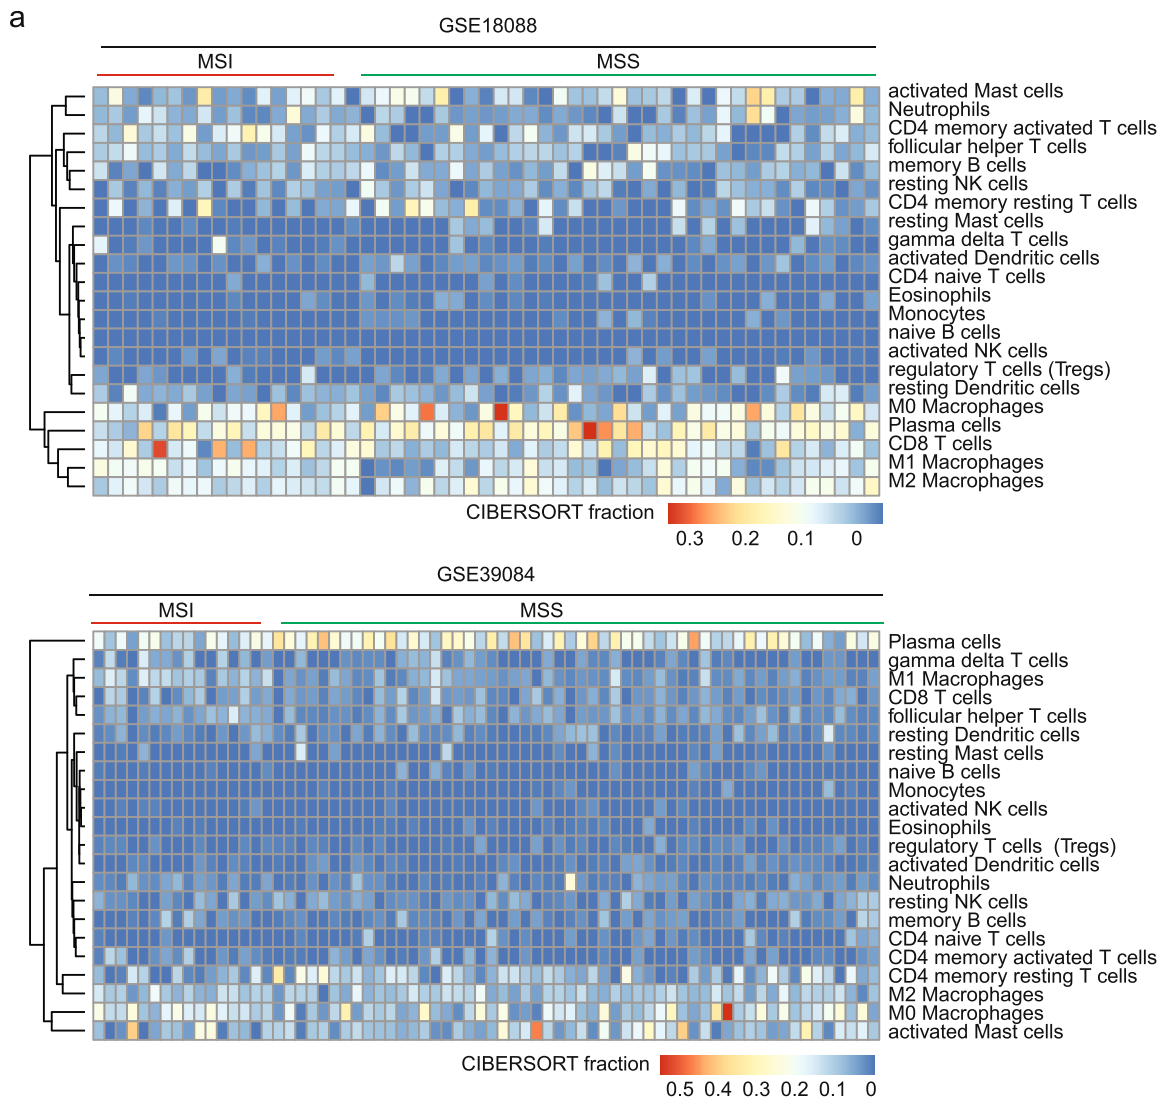 a
GSE18088
MSI MSS
activated Mast cells
Neutrophils
CD4 memory activated T cells
follicular helper T cells
memory B cells
resting NK cells
CD4 memory resting T cells
resting Mast cells
gamma delta T cells
activated Dendritic cells
CD4 naive T cells
Eosinophils
Monocytes
naive B cells
activated NK cells
regulatory T cells (Tregs)
resting Dendritic cells
M0 Macrophages
Plasma cells
CD8 T cells
M1 Macrophages
M2 Macrophages
CIBERSORT fraction
0.3 0.2 0.1 0
GSE39084
MSI MSS
Plasma cells
gamma delta T cells
M1 Macrophages
CD8 T cells
follicular helper T cells
resting Dendritic cells
resting Mast cells
naive B cells
Monocytes
activated NK cells
Eosinophils
regulatory T cells (Tregs)
activated Dendritic cells
Neutrophils
resting NK cells
memory B cells
CD4 naive T cells
CD4 memory activated T cells
CD4 memory resting T cells
M2 Macrophages
M0 Macrophages
activated Mast cells
CIBERSORT fraction
0.5 0.4 0.3 0.2 0.1 0